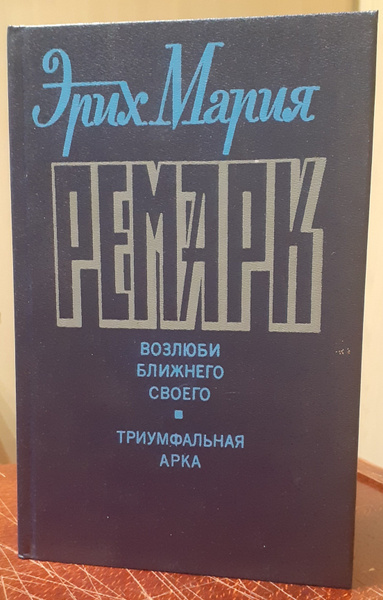 Эрих Мария
РЕМАРК
ВОЗЛЮБИ
БЛИЖНЕГО
СВОЕГО
ТРИУМФАЛЬНАЯ
АРКА